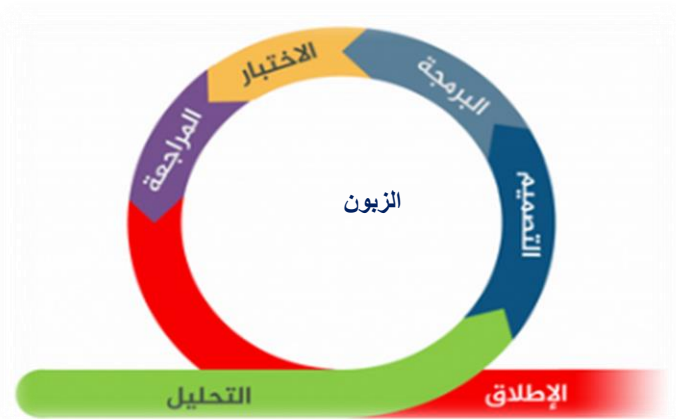 الاختبار
البرمجة
المراجعة
التصميم
الزبون
الإطلاق
التحليل